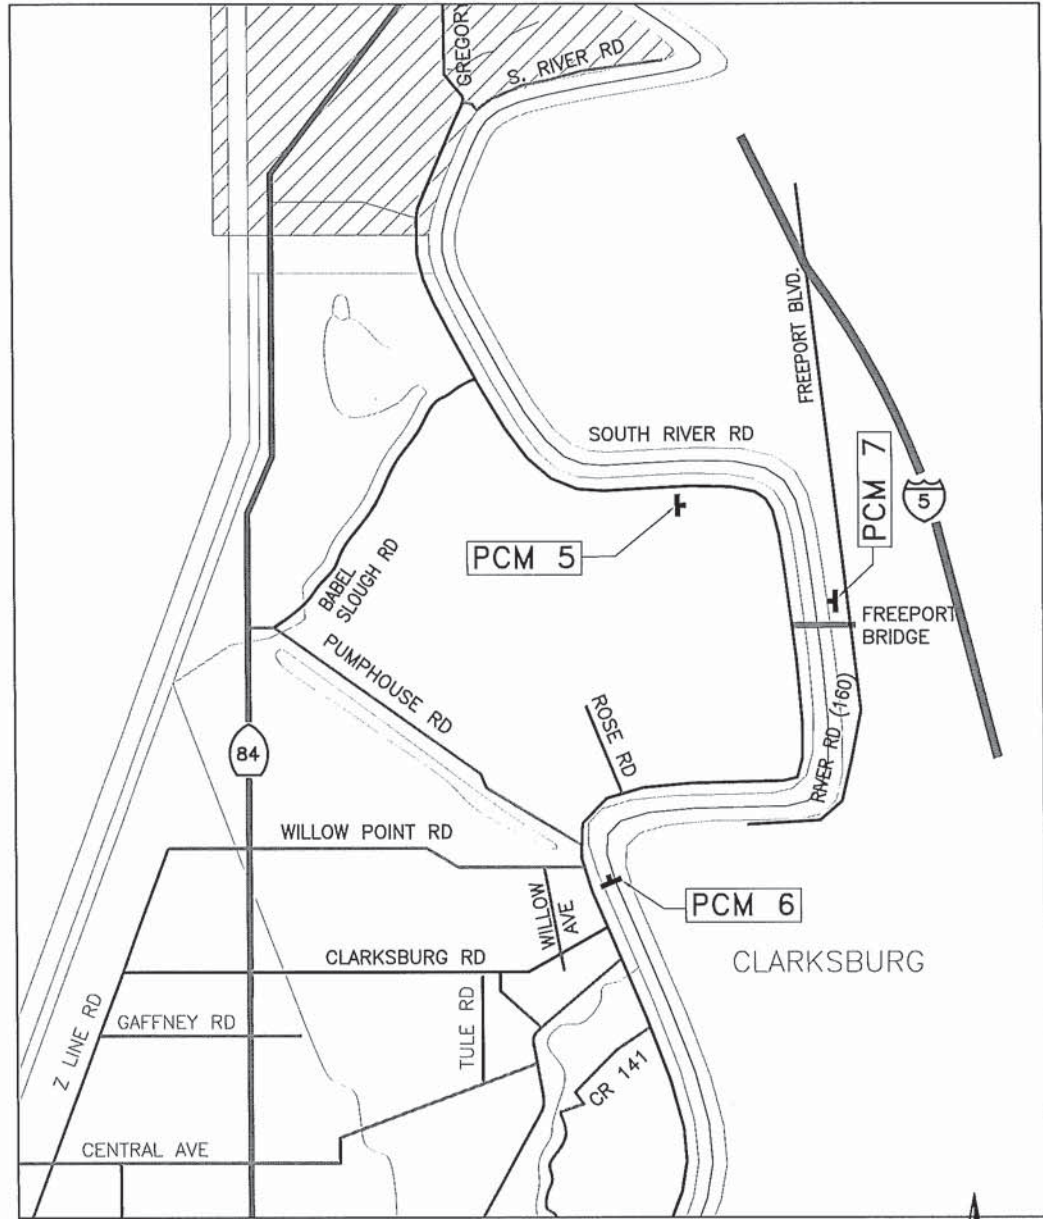 GREGORY
S. RIVER RD
FREEPORT BLVD.
SOUTH RIVER RD
PCM 7
5
PCM 5
BABEL
SLOUGH RD
FREEPORT
BRIDGE
PUMPHOUSE RD
ROSE RD
RIVER RD (160)
84
WILLOW POINT RD
WILLOW
AVE
PCM 6
CLARKSBURG RD
CLARKSBURG
Z LINE RD
GAFFNEY RD
TULE RD
CR 141
CENTRAL AVE